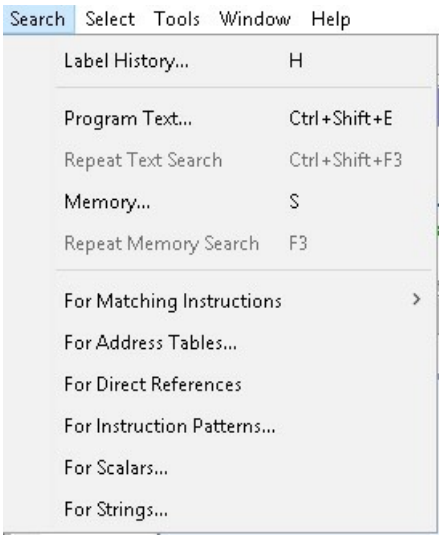 Search Select Tools Window Help
Label History... H
Program Text... Ctrl+Shift+E
Repeat Text Search Ctrl+Shift+F3
Memory... S
Repeat Memory Search F3
For Matching Instructions >
For Address Tables...
For Direct References
For Instruction Patterns...
For Scalars...
For Strings...